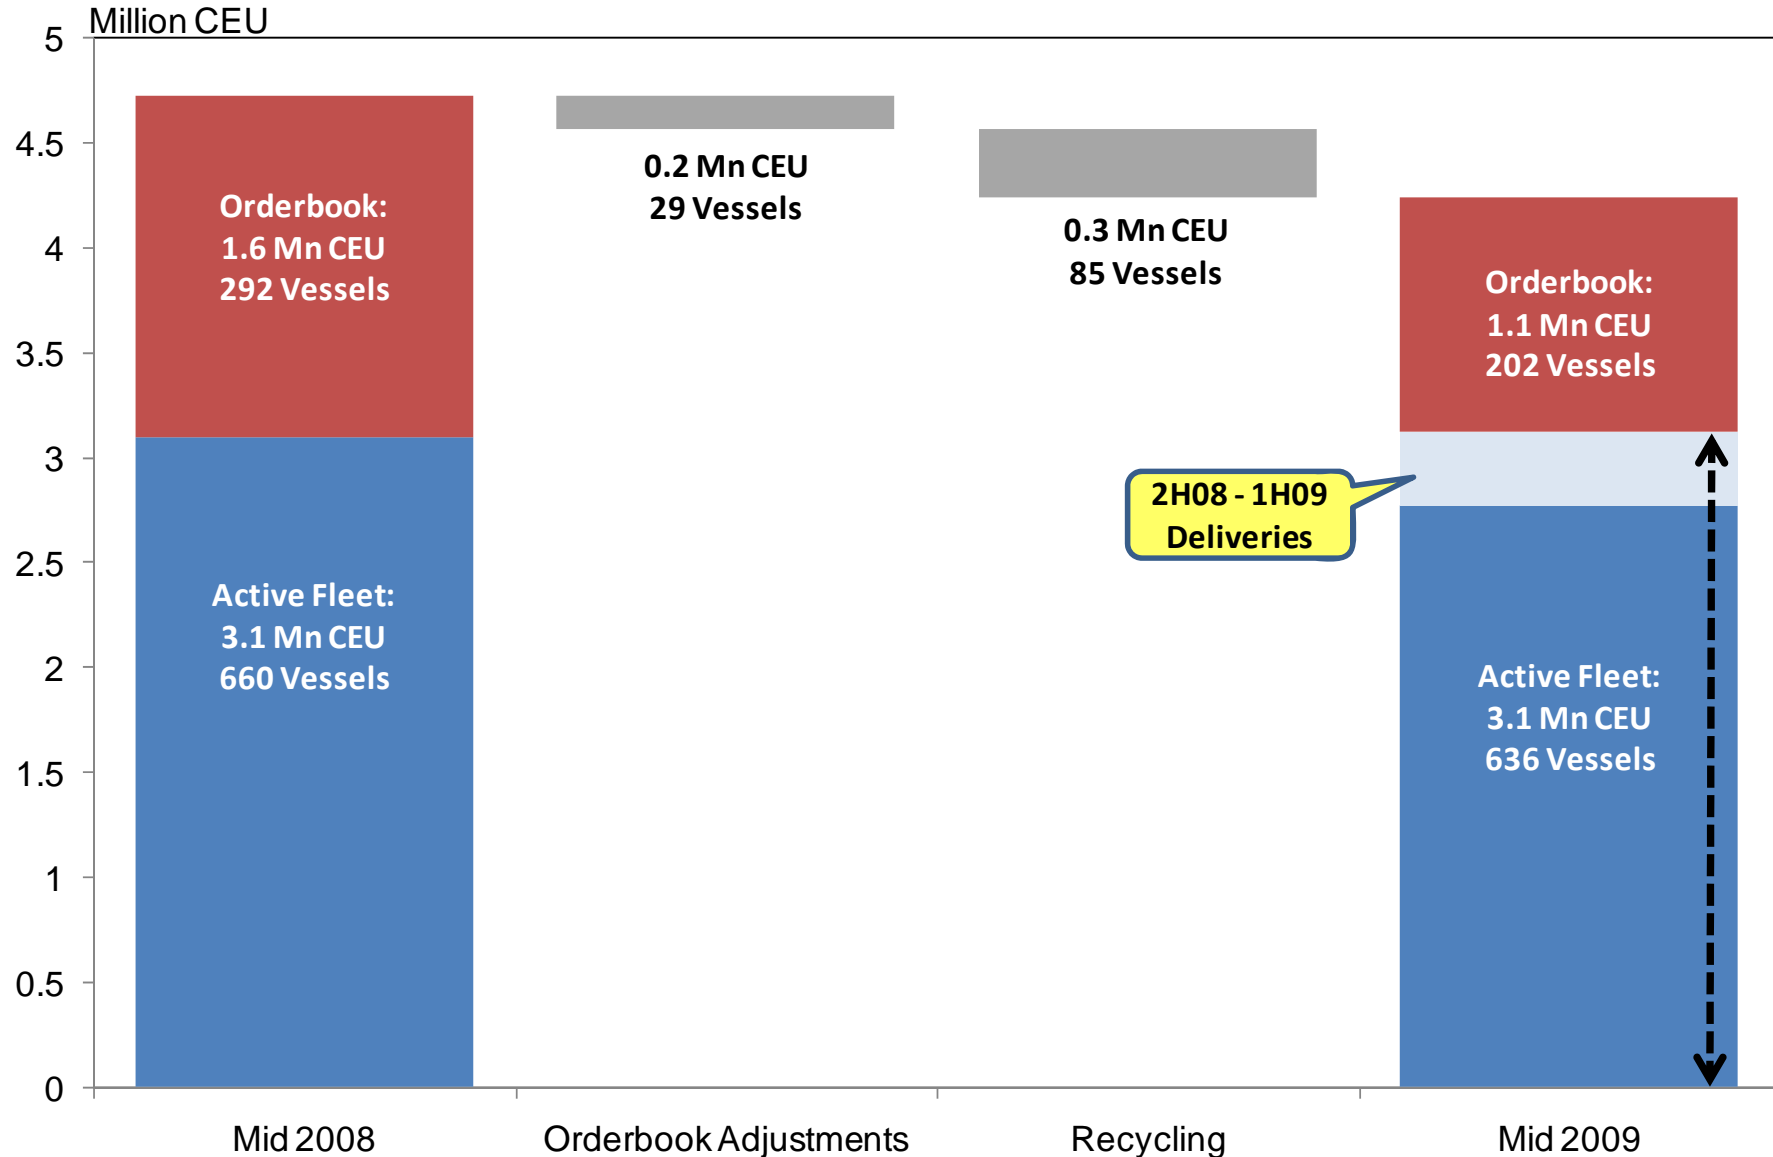 Million CEU
5
4.5
4
3.5
3
2.5
2
1.5
1
0.5
0
Orderbook:
1.6 Mn CEU
292 Vessels
Active Fleet:
3.1 Mn CEU
660 Vessels
0.2 Mn CEU
29 Vessels
0.3 Mn CEU
85 Vessels
2H08 - 1H09
Deliveries
Orderbook:
1.1 Mn CEU
202 Vessels
Active Fleet:
3.1 Mn CEU
636 Vessels
Mid 2008
Orderbook Adjustments
Recycling
Mid 2009